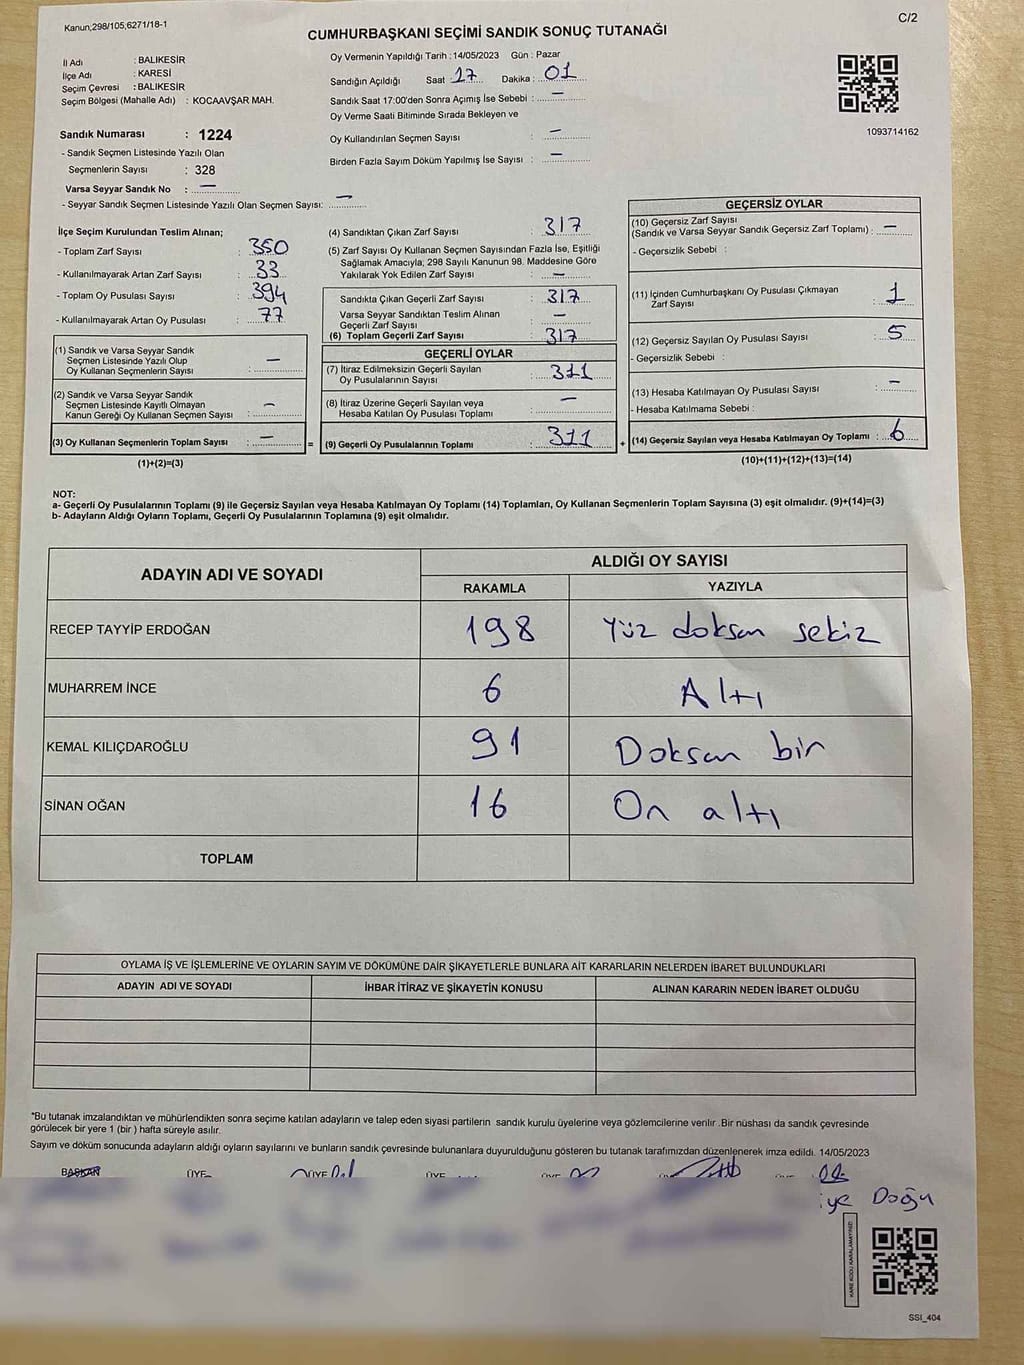 Kanun;298/105,6271/18-1
C/2
CUMHURBAŞKANI SEÇİMİ SANDIK SONUÇ TUTANAĞI
İl Adı : BALIKESİR
İlçe Adı : KARESİ
Seçim Çevresi : BALIKESİR
Seçim Bölgesi (Mahalle Adı) : KOCAAVŞAR MAH.
Oy Vermenin Yapıldığı Tarih : 14/05/2023 Gün : Pazar
Sandığın Açıldığı Saat : 17 Dakika : 01
Sandık Saat 17:00'den Sonra Açımış İse Sebebi : —
Oy Verme Saati Bitiminde Sırada Bekleyen ve
Oy Kullandırılan Seçmen Sayısı : —
Birden Fazla Sayım Döküm Yapılmış İse Sayısı : —
1093714162
Sandık Numarası : 1224
- Sandık Seçmen Listesinde Yazılı Olan
Seçmenlerin Sayısı : 328
Varsa Seyyar Sandık No : —
- Seyyar Sandık Seçmen Listesinde Yazılı Olan Seçmen Sayısı: —
İlçe Seçim Kurulundan Teslim Alınan;
- Toplam Zarf Sayısı : 350
- Kullanılmayarak Artan Zarf Sayısı : 33
- Toplam Oy Pusulası Sayısı : 394
- Kullanılmayarak Artan Oy Pusulası : 77
(1) Sandık ve Varsa Seyyar Sandık
Seçmen Listesinde Yazılı Olup
Oy Kullanan Seçmenlerin Sayısı : —
(2) Sandık ve Varsa Seyyar Sandık
Seçmen Listesinde Kayıtlı Olmayan
Kanun Gereği Oy Kullanan Seçmen Sayısı : —
(3) Oy Kullanan Seçmenlerin Toplam Sayısı : —
(1)+(2)=(3)
(4) Sandıktan Çıkan Zarf Sayısı : 317
(5) Zarf Sayısı Oy Kullanan Seçmen Sayısından Fazla İse, Eşitliği
Sağlamak Amacıyla; 298 Sayılı Kanunun 98. Maddesine Göre
Yakılarak Yok Edilen Zarf Sayısı : —
Sandıkta Çıkan Geçerli Zarf Sayısı : 317
Varsa Seyyar Sandıktan Teslim Alınan
Geçerli Zarf Sayısı : —
(6) Toplam Geçerli Zarf Sayısı : 317
GEÇERLİ OYLAR
(7) İtiraz Edilmeksizin Geçerli Sayılan
Oy Pusulalarının Sayısı : 311
(8) İtiraz Üzerine Geçerli Sayılan veya
Hesaba Katılan Oy Pusulası Toplamı : —
= (9) Geçerli Oy Pusulalarının Toplamı : 311
GEÇERSİZ OYLAR
(10) Geçersiz Zarf Sayısı
(Sandık ve Varsa Seyyar Sandık Geçersiz Zarf Toplamı) : —
- Geçersizlik Sebebi :
(11) İçinden Cumhurbaşkanı Oy Pusulası Çıkmayan
Zarf Sayısı : 1
(12) Geçersiz Sayılan Oy Pusulası Sayısı : 5
- Geçersizlik Sebebi :
(13) Hesaba Katılmayan Oy Pusulası Sayısı : —
- Hesaba Katılmama Sebebi :
+ (14) Geçersiz Sayılan veya Hesaba Katılmayan Oy Toplamı : 6
(10)+(11)+(12)+(13)=(14)
NOT:
a- Geçerli Oy Pusulalarının Toplamı (9) ile Geçersiz Sayılan veya Hesaba Katılmayan Oy Toplamı (14) Toplamları, Oy Kullanan Seçmenlerin Toplam Sayısına (3) eşit olmalıdır. (9)+(14)=(3)
b- Adayların Aldığı Oyların Toplamı, Geçerli Oy Pusulalarının Toplamına (9) eşit olmalıdır.
ADAYIN ADI VE SOYADI
ALDIĞI OY SAYISI
RAKAMLA YAZIYLA
RECEP TAYYİP ERDOĞAN 198 Yüz doksan sekiz
MUHARREM İNCE 6 Altı
KEMAL KILIÇDAROĞLU 91 Doksan bin
SİNAN OĞAN 16 On altı
TOPLAM
OYLAMA İŞ VE İŞLEMLERİNE VE OYLARIN SAYIM VE DÖKÜMÜNE DAİR ŞİKAYETLERLE BUNLARA AİT KARARLARIN NELERDEN İBARET BULUNDUKLARI
ADAYIN ADI VE SOYADI İHBAR İTİRAZ VE ŞİKAYETİN KONUSU ALINAN KARARIN NEDEN İBARET OLDUĞU
*Bu tutanak imzalandıktan ve mühürlendikten sonra seçime katılan adayların ve talep eden siyasi partilerin sandık kurulu üyelerine veya gözlemcilerine verilir .Bir nüshası da sandık çevresinde
görülecek bir yere 1 (bir ) hafta süreyle asılır.
Sayım ve döküm sonucunda adayların aldığı oyların sayılarını ve bunların sandık çevresinde bulunanlara duyurulduğunu gösteren bu tutanak tarafımızdan düzenlenerek imza edildi. 14/05/2023
BAŞKAN ÜYE ÜYE ÜYE
Doğu
KARE KODU KARALAMAYINIZ!
SSI_404